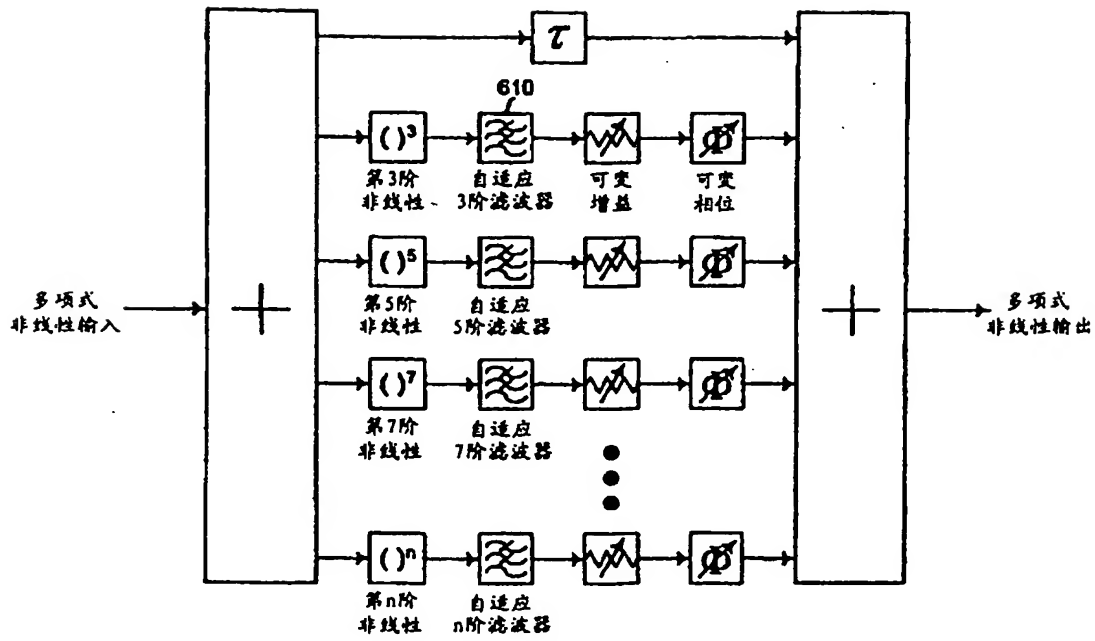 τ
610
( )³
第3阶
非线性
自适应
3阶滤波器
可变
增益
Φ
可变
相位
( )⁵
第5阶
非线性
自适应
5阶滤波器
Φ
多项式
非线性输入
+
+
多项式
非线性输出
( )⁷
第7阶
非线性
自适应
7阶滤波器
Φ
( )ⁿ
第n阶
非线性
自适应
n阶滤波器
Φ